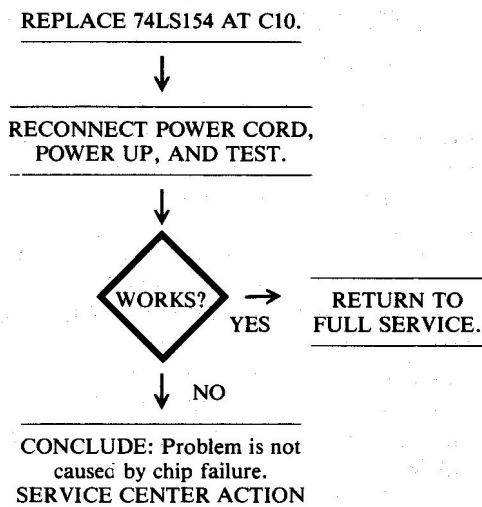 REPLACE 74LS154 AT C10.
RECONNECT POWER CORD,
POWER UP, AND TEST.
WORKS?
YES
RETURN TO
FULL SERVICE.
NO
CONCLUDE: Problem is not
caused by chip failure.
SERVICE CENTER ACTION